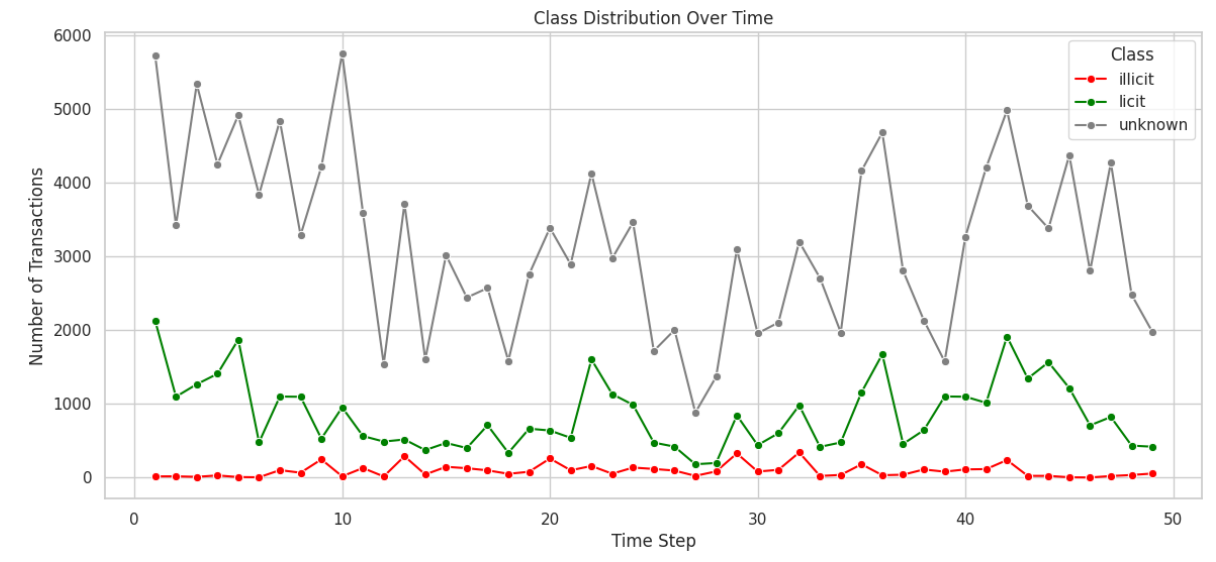 Class Distribution Over Time
Number of Transactions
6000
5000
4000
3000
2000
1000
0
Class
illicit
licit
unknown
0 10 20 30 40 50
Time Step